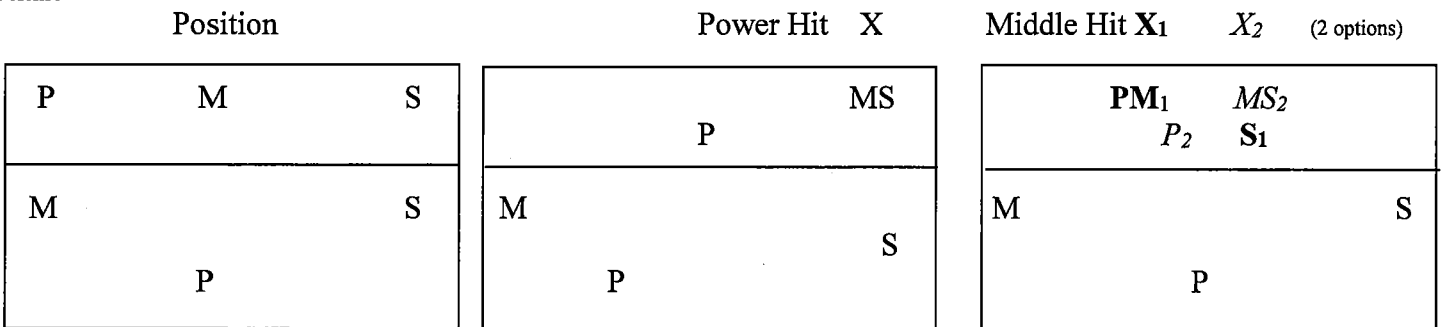 Position Power Hit X Middle Hit X₁ X₂ (2 options)
P M S MS PM₁ MS₂
P P₂ S₁
M S M M S
S
P P P